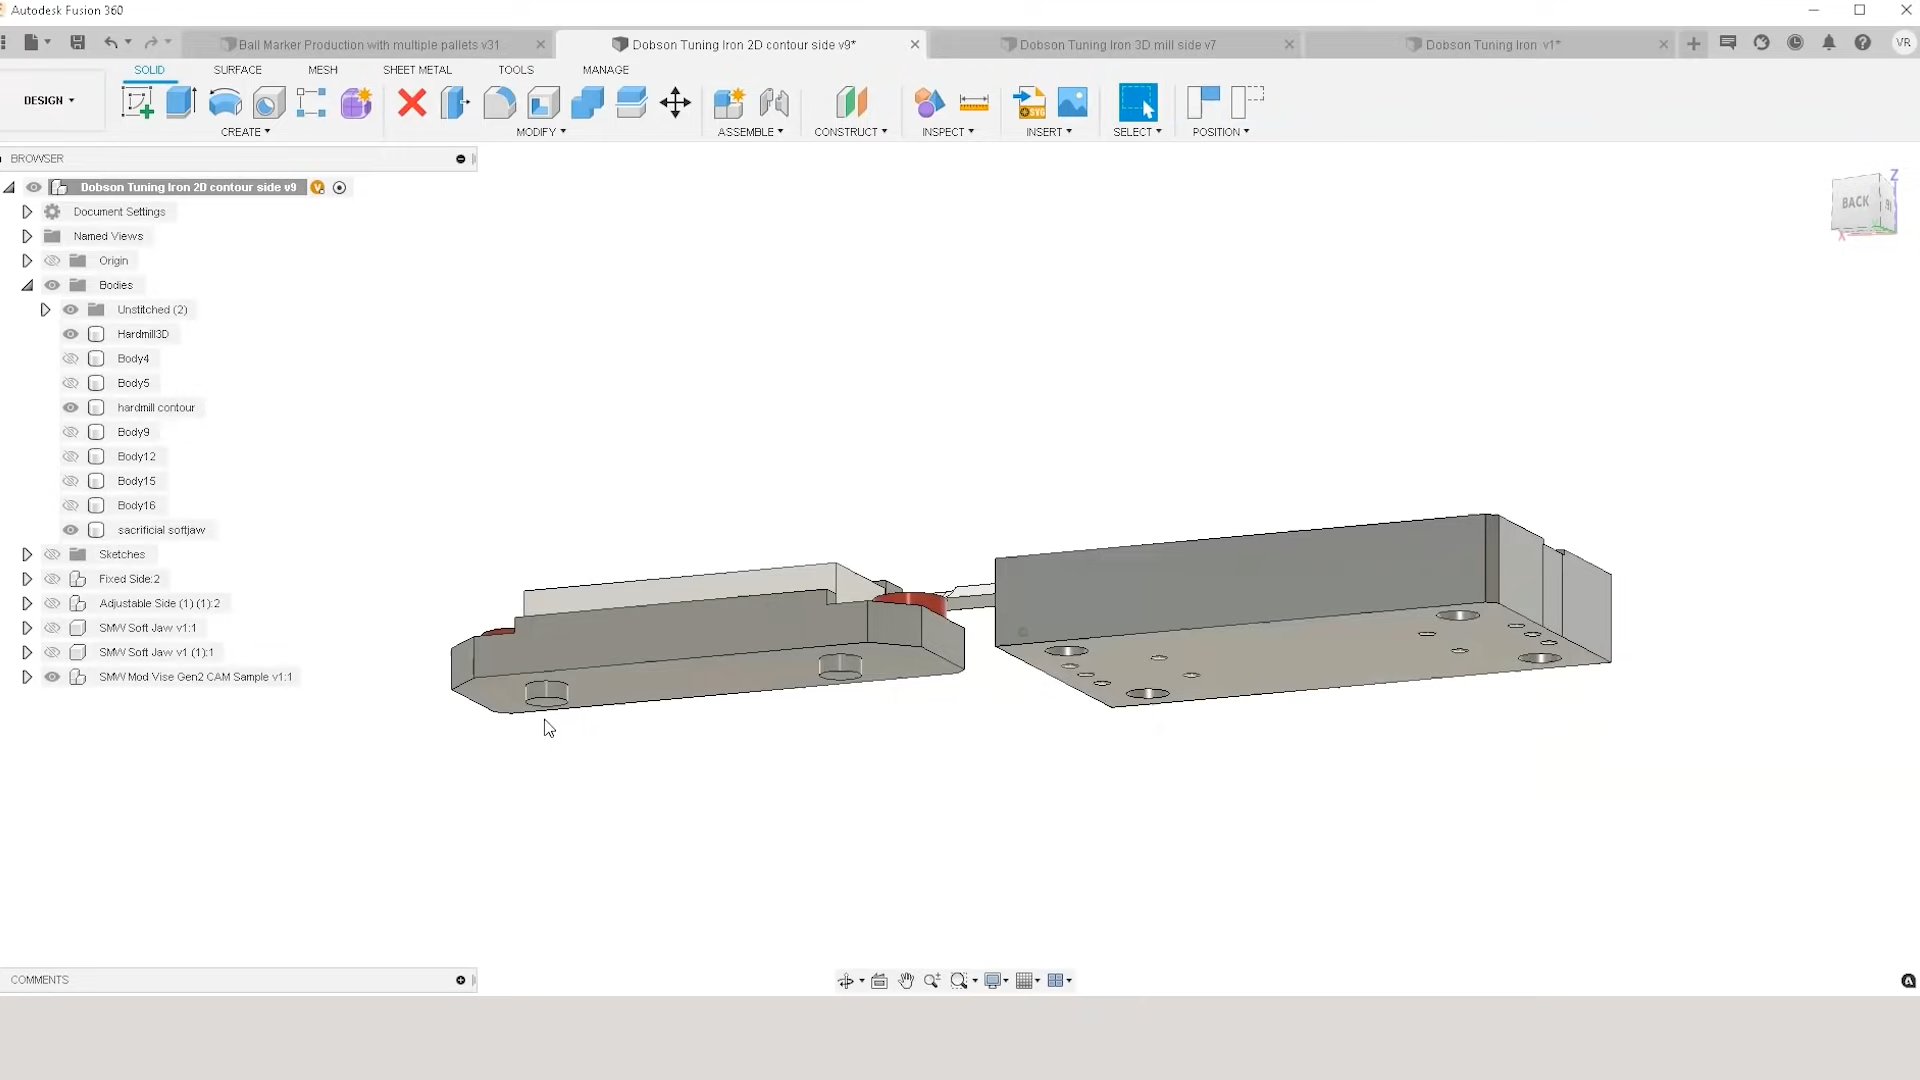 Autodesk Fusion 360
Ball Marker Production with multiple pallets v31
Dobson Tuning Iron 2D contour side v9*
Dobson Tuning Iron 3D mill side v7
Dobson Tuning Iron v1*
VR
SOLID
SURFACE
MESH
SHEET METAL
TOOLS
MANAGE
DESIGN
CREATE
MODIFY
ASSEMBLE
CONSTRUCT
INSPECT
INSERT
SELECT
POSITION
BROWSER
Dobson Tuning Iron 2D contour side v9
Document Settings
Named Views
Origin
Bodies
Unstitched (2)
Hardmill3D
Body4
Body5
hardmill contour
Body9
Body12
Body15
Body16
sacrificial softjaw
Sketches
Fixed Side:2
Adjustable Side (1) (1):2
SMW Soft Jaw v1:1
SMW Soft Jaw v1 (1):1
SMW Mod Vise Gen2 CAM Sample v1:1
BACK
Z
X
COMMENTS